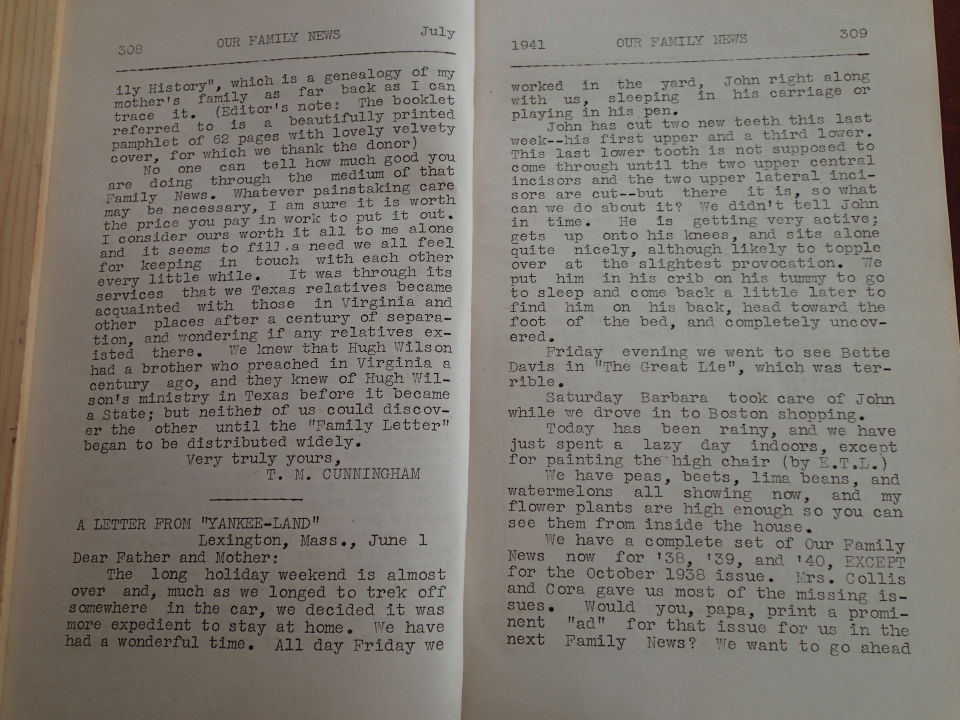 308 OUR FAMILY NEWS July
ily History", which is a genealogy of my
mother's family as far back as I can
trace it. (Editor's note: The booklet
referred to is a beautifully printed
pamphlet of 62 pages with lovely velvety
cover, for which we thank the donor)
No one can tell how much good you
are doing through the medium of that
Family News. Whatever painstaking care
may be necessary, I am sure it is worth
the price you pay in work to put it out.
I consider ours worth it all to me alone
and it seems to fill.a need we all feel
for keeping in touch with each other
every little while. It was through its
services that we Texas relatives became
acquainted with those in Virginia and
other places after a century of separa-
tion, and wondering if any relatives ex-
isted there. We knew that Hugh Wilson
had a brother who preached in Virginia a
century ago, and they knew of Hugh Wil-
son's ministry in Texas before it became
a State; but neither of us could discov-
er the other until the "Family Letter"
began to be distributed widely.
Very truly yours,
T. M. CUNNINGHAM
A LETTER FROM "YANKEE-LAND"
Lexington, Mass., June 1
Dear Father and Mother:
The long holiday weekend is almost
over and, much as we longed to trek off
somewhere in the car, we decided it was
more expedient to stay at home. We have
had a wonderful time. All day Friday we
1941 OUR FAMILY NEWS 309
worked in the yard, John right along
with us, sleeping in his carriage or
playing in his pen.
John has cut two new teeth this last
week--his first upper and a third lower.
This last lower tooth is not supposed to
come through until the two upper central
incisors and the two upper lateral inci-
sors are cut--but there it is, so what
can we do about it? We didn't tell John
in time. He is getting very active;
gets up onto his knees, and sits alone
quite nicely, although likely to topple
over at the slightest provocation. We
put him in his crib on his tummy to go
to sleep and come back a little later to
find him on his back, head toward the
foot of the bed, and completely uncov-
ered.
Friday evening we went to see Bette
Davis in "The Great Lie", which was ter-
rible.
Saturday Barbara took care of John
while we drove in to Boston shopping.
Today has been rainy, and we have
just spent a lazy day indoors, except
for painting the high chair (by E.T.L.)
We have peas, beets, lima beans, and
watermelons all showing now, and my
flower plants are high enough so you can
see them from inside the house.
We have a complete set of Our Family
News now for '38, '39, and '40, EXCEPT
for the October 1938 issue. Mrs. Collis
and Cora gave us most of the missing is-
sues. Would you, papa, print a promi-
nent "ad" for that issue for us in the
next Family News? We want to go ahead